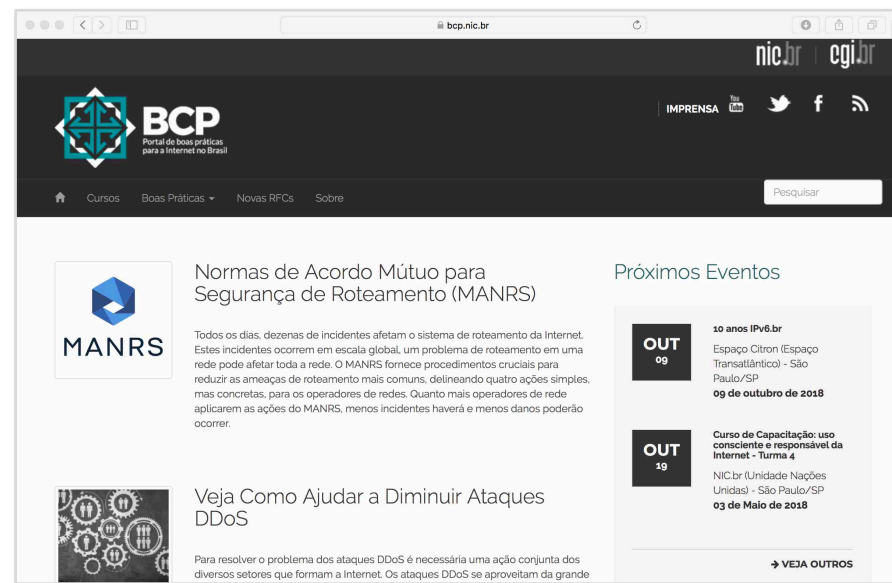 bcp.nic.br
nic.br | cgi.br
BCP
Portal de boas práticas
para a Internet no Brasil
IMPRENSA You Tube
Cursos Boas Práticas Novas RFCs Sobre
Pesquisar
MANRS
Normas de Acordo Mútuo para
Segurança de Roteamento (MANRS)
Todos os dias, dezenas de incidentes afetam o sistema de roteamento da Internet.
Estes incidentes ocorrem em escala global, um problema de roteamento em uma
rede pode afetar toda a rede. O MANRS fornece procedimentos cruciais para
reduzir as ameaças de roteamento mais comuns, delineando quatro ações simples,
mas concretas, para os operadores de redes. Quanto mais operadores de rede
aplicarem as ações do MANRS, menos incidentes haverá e menos danos poderão
ocorrer.
Veja Como Ajudar a Diminuir Ataques
DDoS
Para resolver o problema dos ataques DDoS é necessária uma ação conjunta dos
diversos setores que formam a Internet. Os ataques DDoS se aproveitam da grande
Próximos Eventos
OUT
09
10 anos IPv6.br
Espaço Citron (Espaço
Transatlântico) - São
Paulo/SP
09 de outubro de 2018
OUT
19
Curso de Capacitação: uso
consciente e responsável da
Internet - Turma 4
NIC.br (Unidade Nações
Unidas) - São Paulo/SP
03 de Maio de 2018
VEJA OUTROS